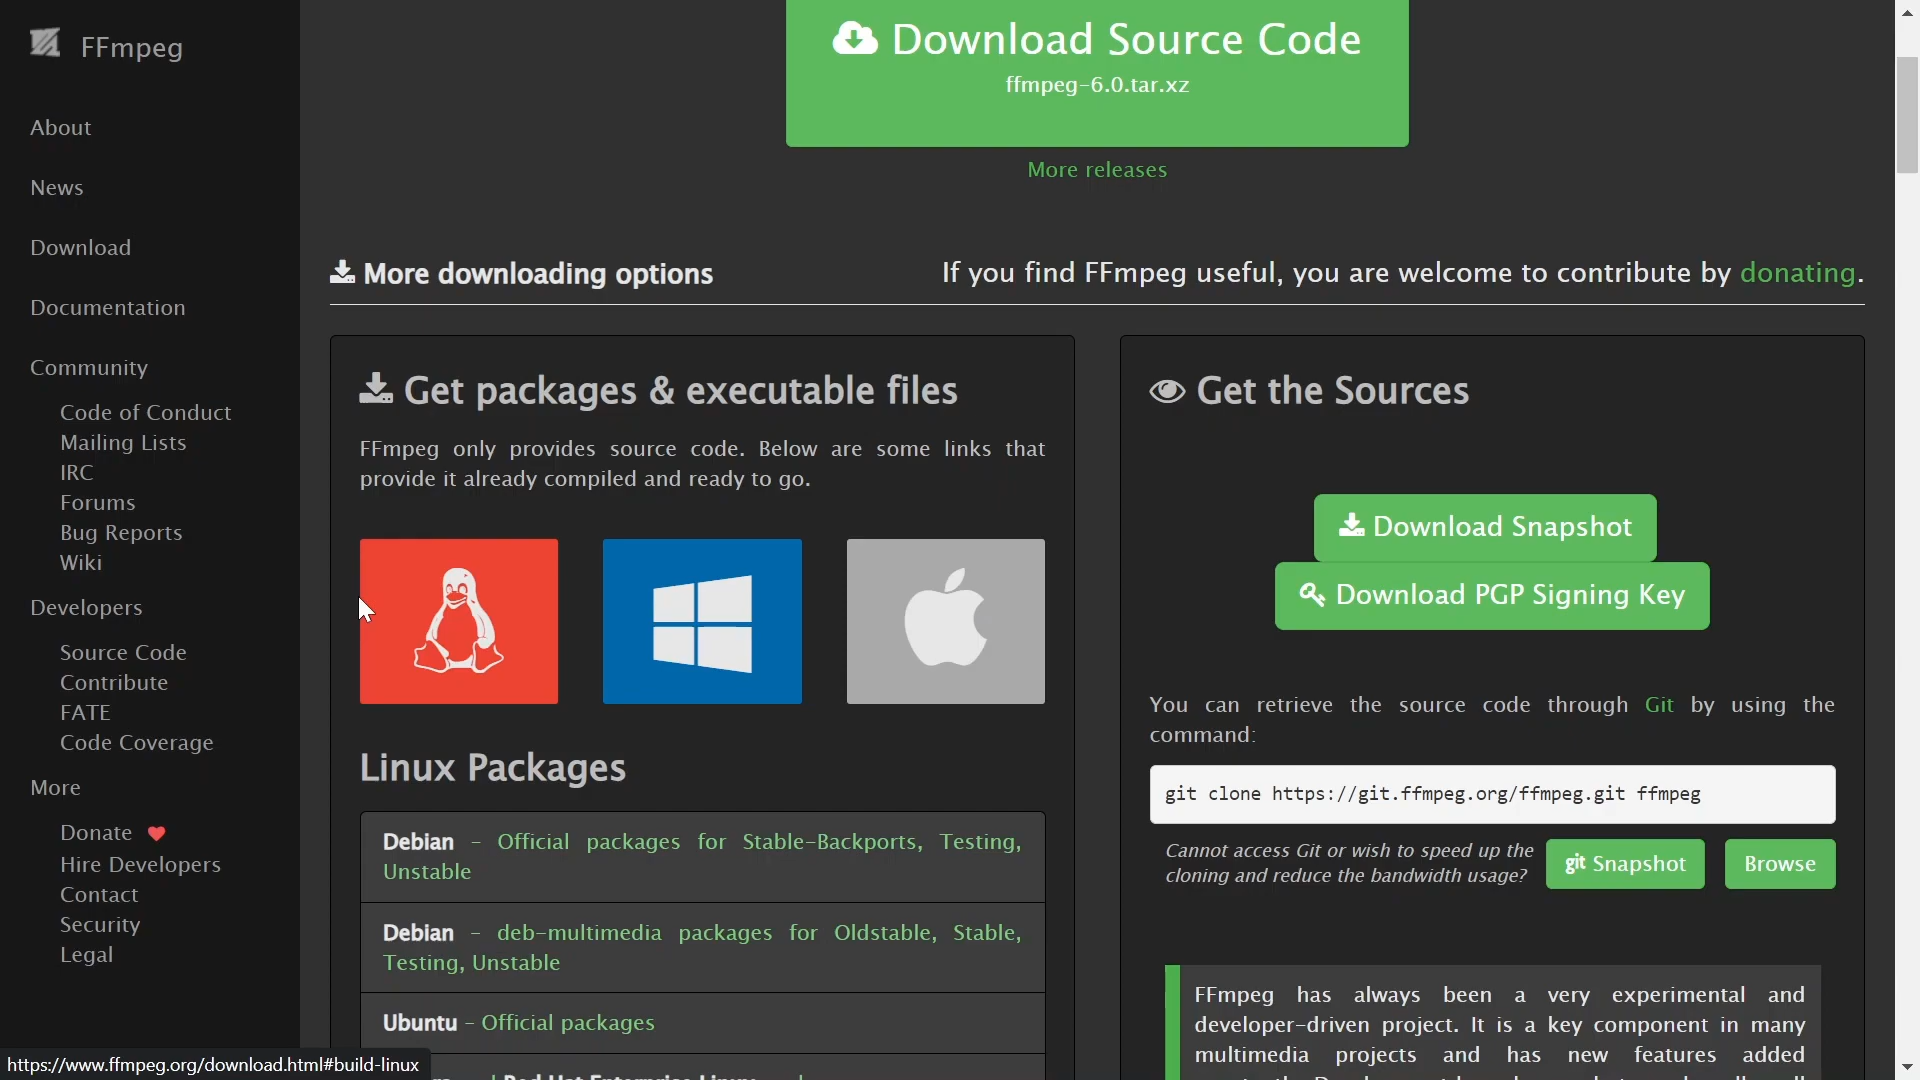 FFmpeg
About
News
Download
Documentation
Community
Code of Conduct
Mailing Lists
IRC
Forums
Bug Reports
Wiki
Developers
Source Code
Contribute
FATE
Code Coverage
More
Donate
Hire Developers
Contact
Security
Legal
Download Source Code
ffmpeg-6.0.tar.xz
More releases
More downloading options
If you find FFmpeg useful, you are welcome to contribute by donating.
Get packages & executable files
FFmpeg only provides source code. Below are some links that
provide it already compiled and ready to go.
Linux Packages
Debian – Official packages for Stable-Backports, Testing,
Unstable
Debian – deb-multimedia packages for Oldstable, Stable,
Testing, Unstable
Ubuntu – Official packages
Red Hat Enterprise Linux
Get the Sources
Download Snapshot
Download PGP Signing Key
You can retrieve the source code through Git by using the
command:
git clone https://git.ffmpeg.org/ffmpeg.git ffmpeg
Cannot access Git or wish to speed up the
cloning and reduce the bandwidth usage?
git Snapshot
Browse
FFmpeg has always been a very experimental and
developer-driven project. It is a key component in many
multimedia projects and has new features added
https://www.ffmpeg.org/download.html#build-linux